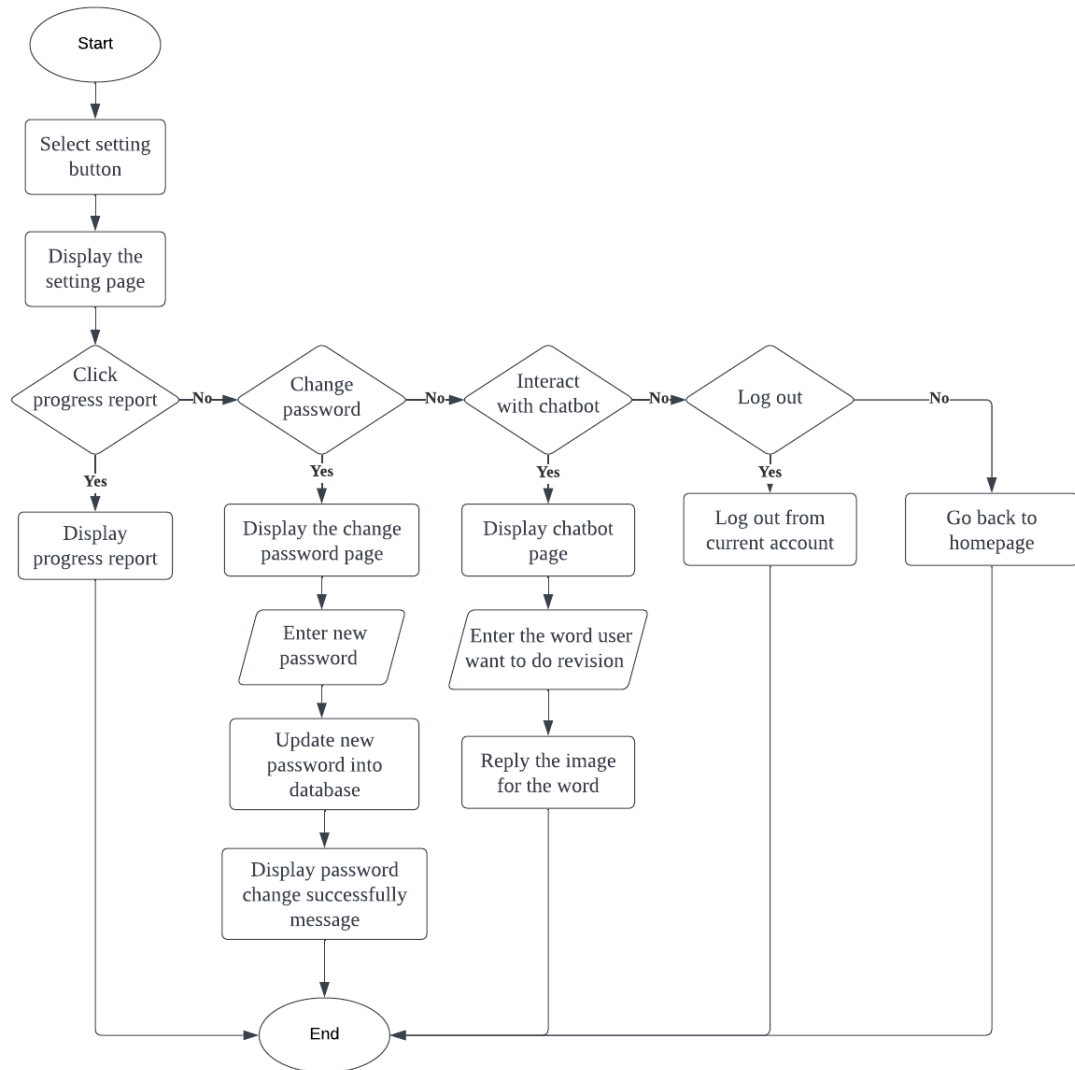 Start
Select setting
button
Display the
setting page
Click
progress report
No
Change
password
No
Interact
with chatbot
No
Log out
No
Yes
Yes
Yes
Yes
Display
progress report
Display the change
password page
Display chatbot
page
Log out from
current account
Go back to
homepage
Enter new
password
Enter the word user
want to do revision
Update new
password into
database
Reply the image
for the word
Display password
change successfully
message
End